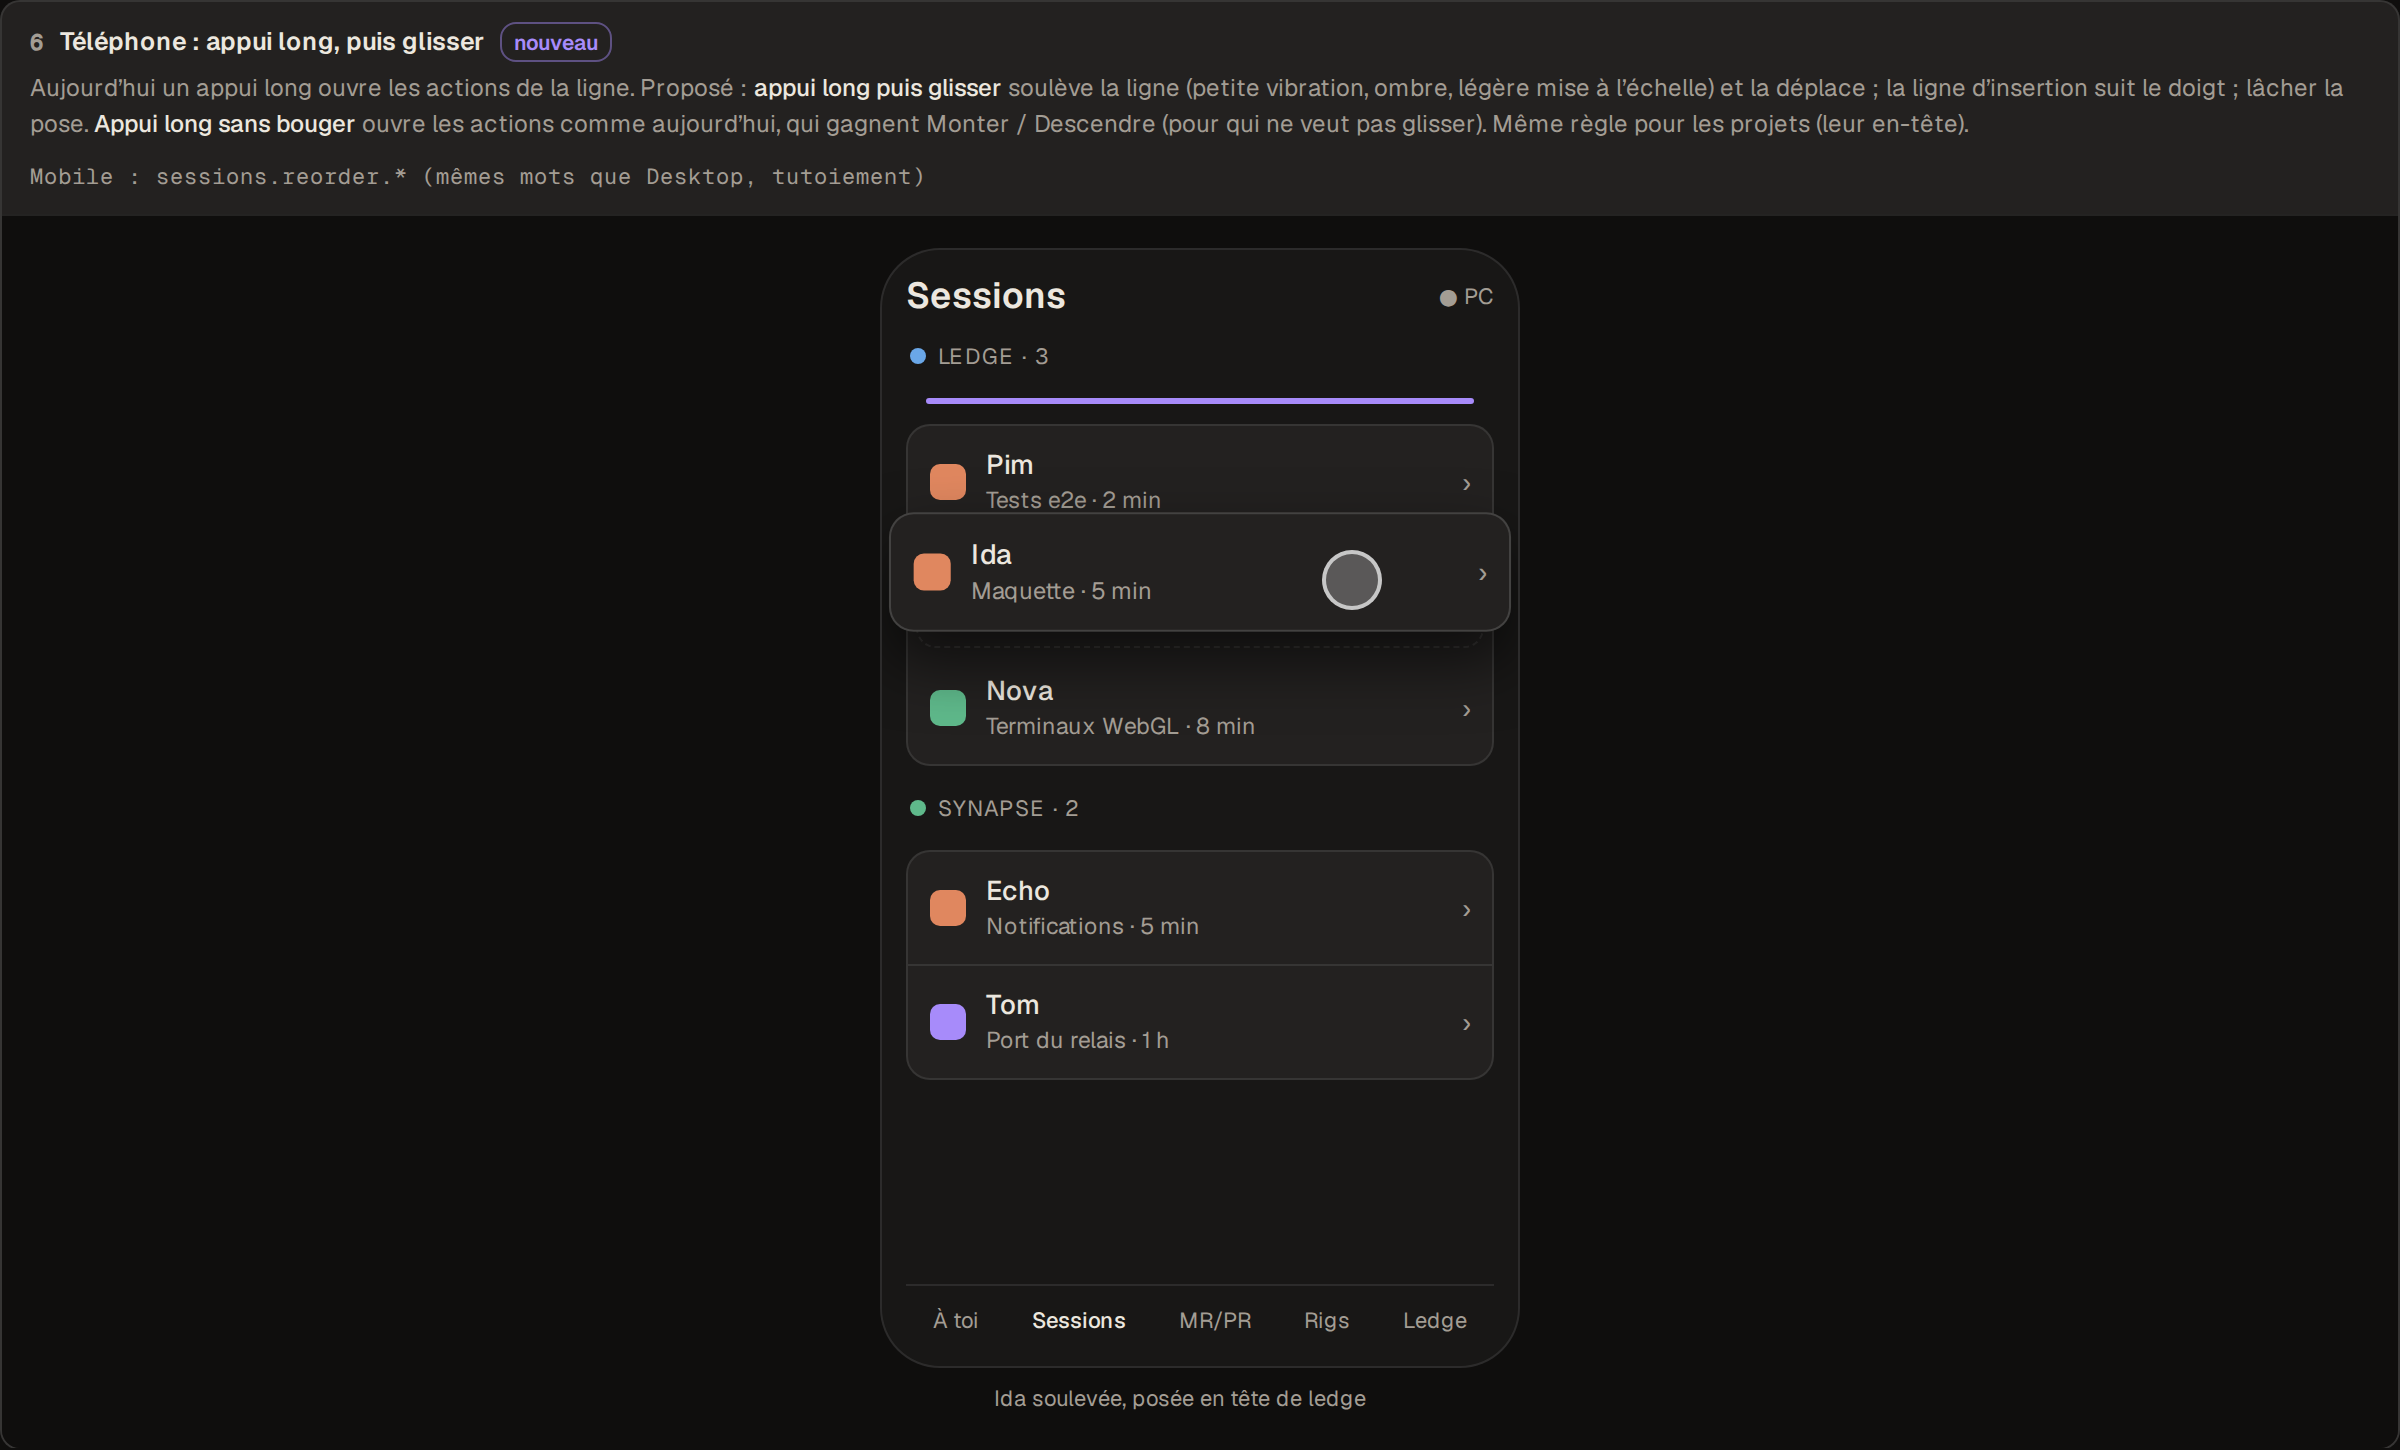 6 Téléphone : appui long, puis glisser nouveau
Aujourd’hui un appui long ouvre les actions de la ligne. Proposé : appui long puis glisser soulève la ligne (petite vibration, ombre, légère mise à l’échelle) et la déplace ; la ligne d’insertion suit le doigt ; lâcher la
pose. Appui long sans bouger ouvre les actions comme aujourd’hui, qui gagnent Monter / Descendre (pour qui ne veut pas glisser). Même règle pour les projets (leur en-tête).
Mobile : sessions.reorder.* (mêmes mots que Desktop, tutoiement)
Sessions PC
LEDGE · 3
Pim
Tests e2e · 2 min
Ida
Maquette · 5 min
Nova
Terminaux WebGL · 8 min
SYNAPSE · 2
Echo
Notifications · 5 min
Tom
Port du relais · 1 h
À toi Sessions MR/PR Rigs Ledge
Ida soulevée, posée en tête de ledge